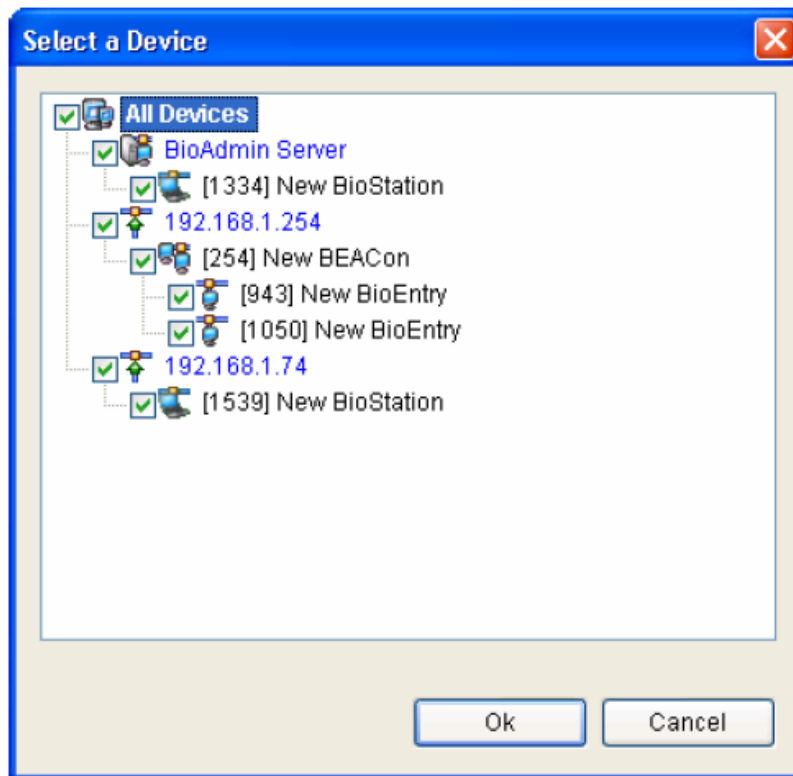 Select a Device
All Devices
BioAdmin Server
[1334] New BioStation
192.168.1.254
[254] New BEACon
[943] New BioEntry
[1050] New BioEntry
192.168.1.74
[1539] New BioStation
Ok Cancel